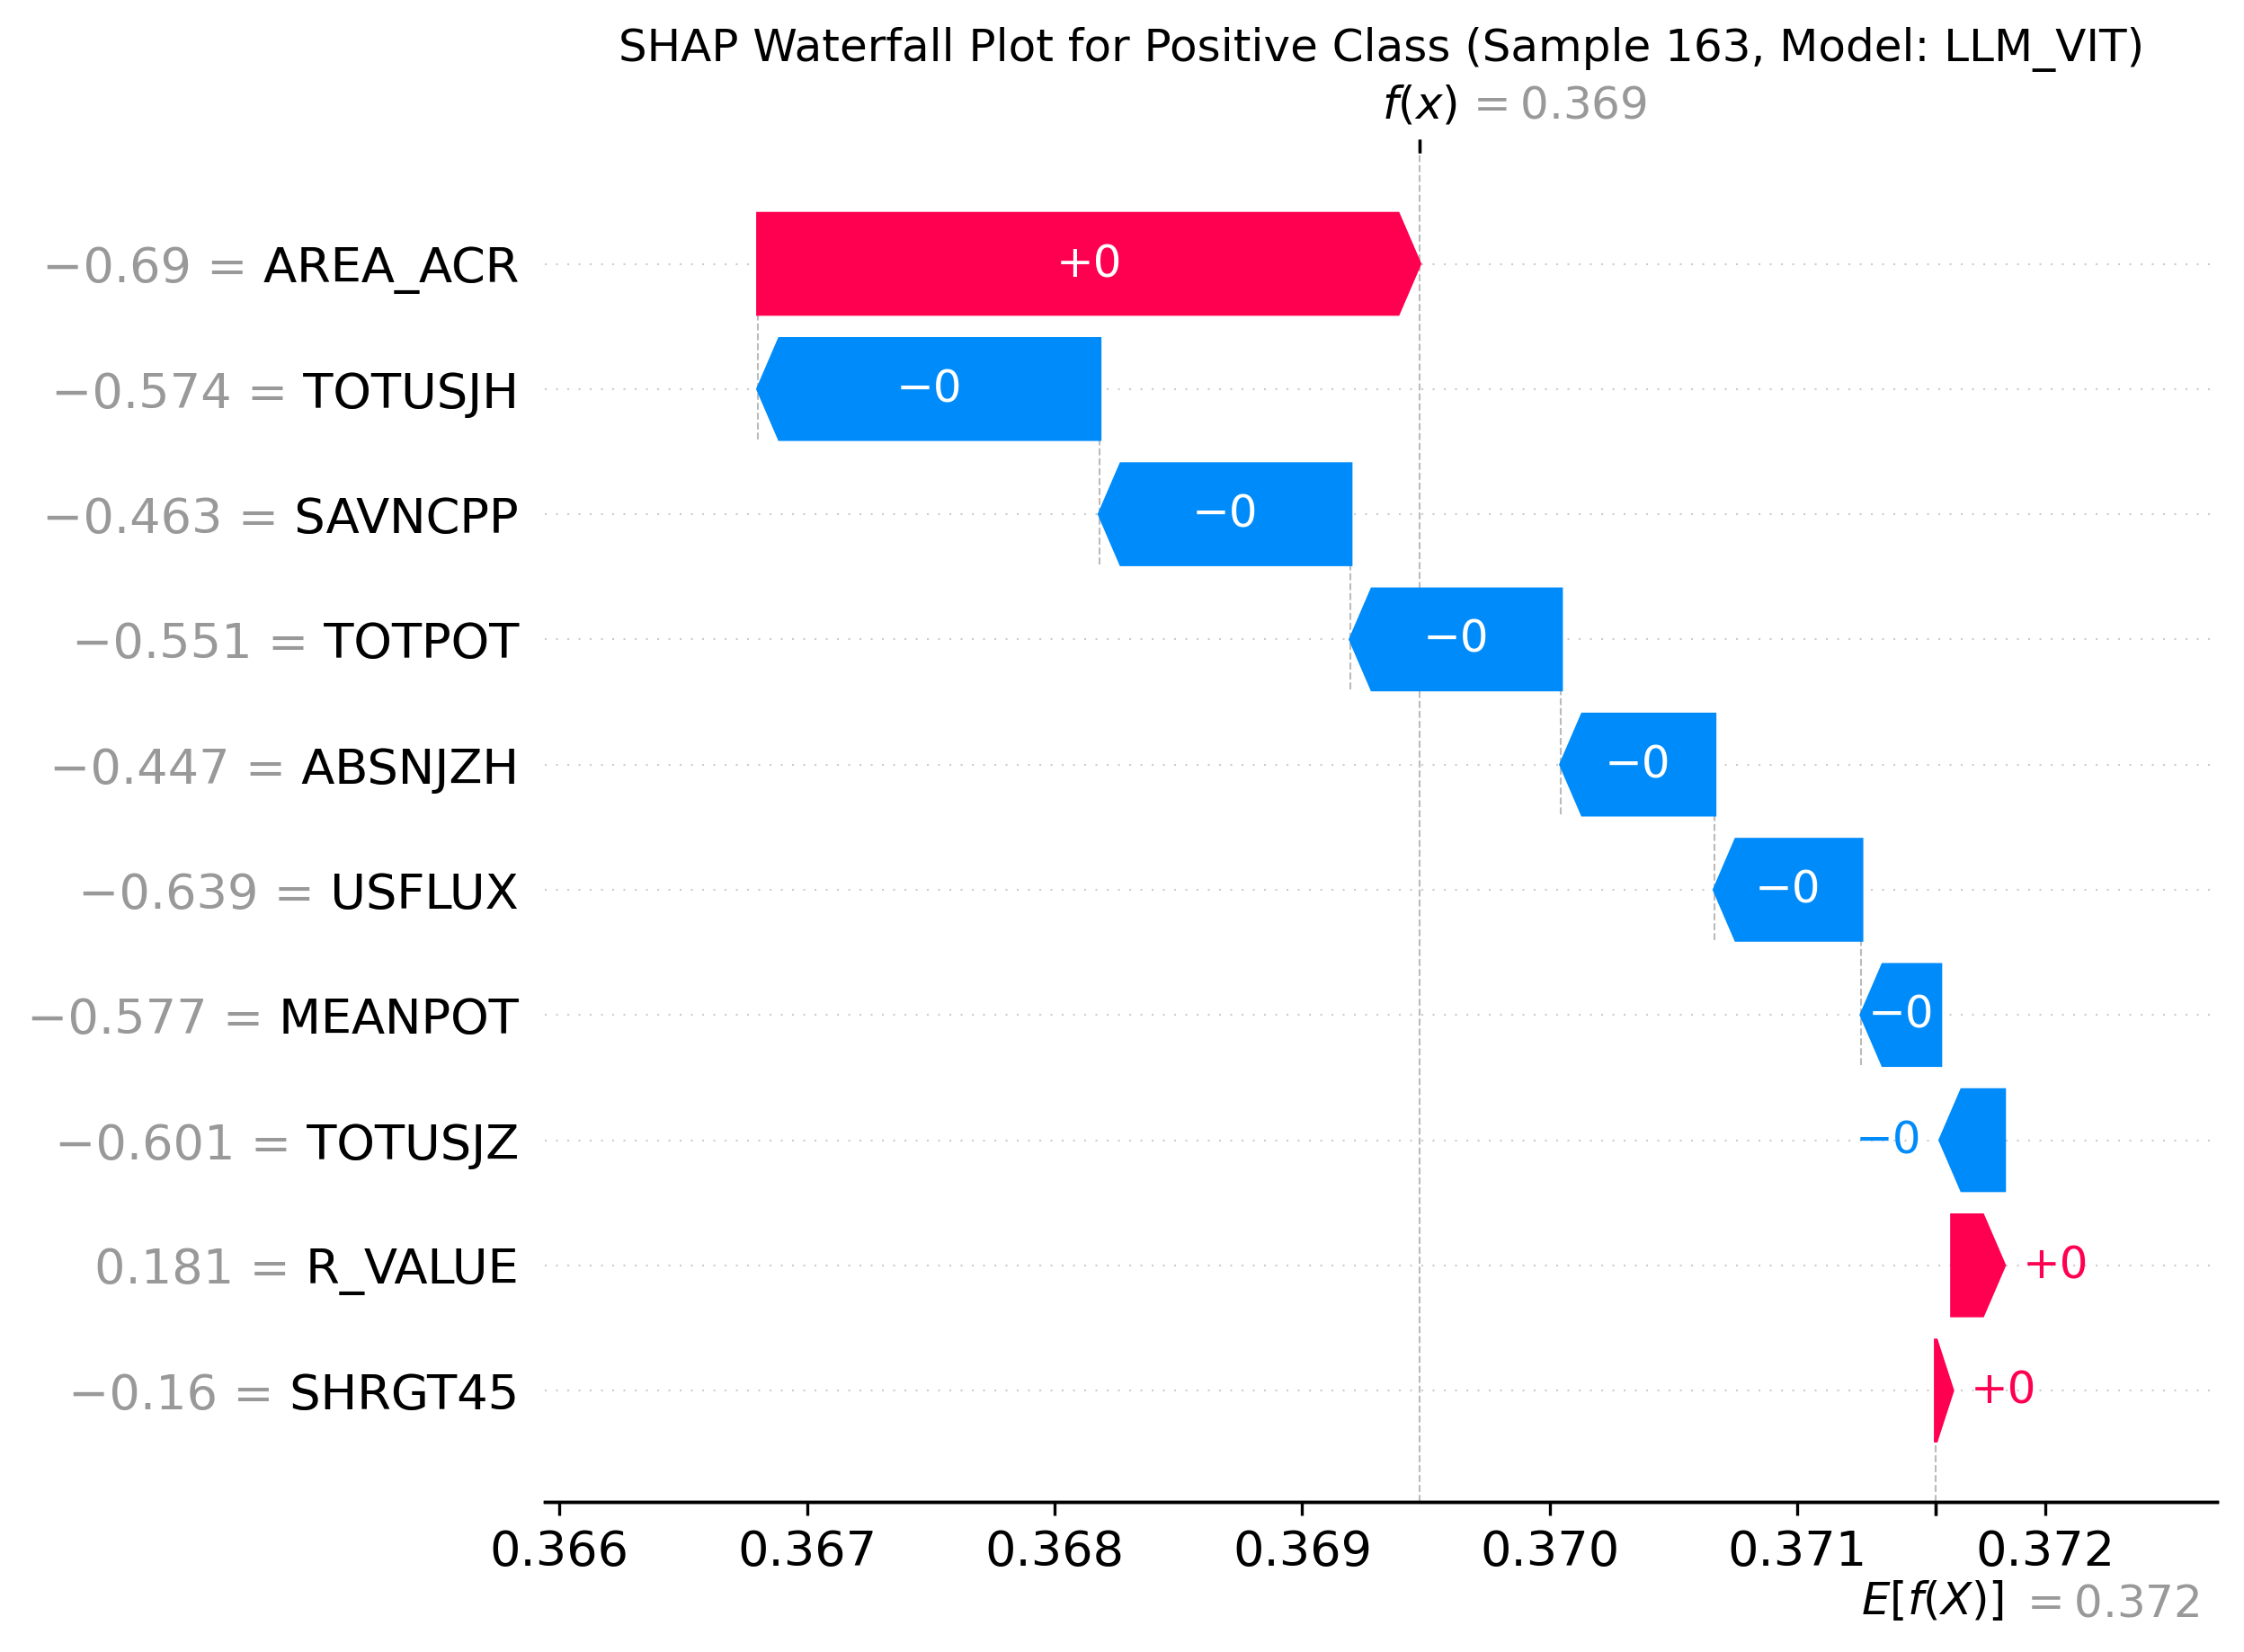 SHAP Waterfall Plot for Positive Class (Sample 163, Model: LLM_VIT)
f(x) = 0.369
−0.69 = AREA_ACR +0
−0.574 = TOTUSJH −0
−0.463 = SAVNCPP −0
−0.551 = TOTPOT −0
−0.447 = ABSNJZH −0
−0.639 = USFLUX −0
−0.577 = MEANPOT −0
−0.601 = TOTUSJZ −0
0.181 = R_VALUE +0
−0.16 = SHRGT45 +0
0.366 0.367 0.368 0.369 0.370 0.371 0.372
E[f(X)] = 0.372